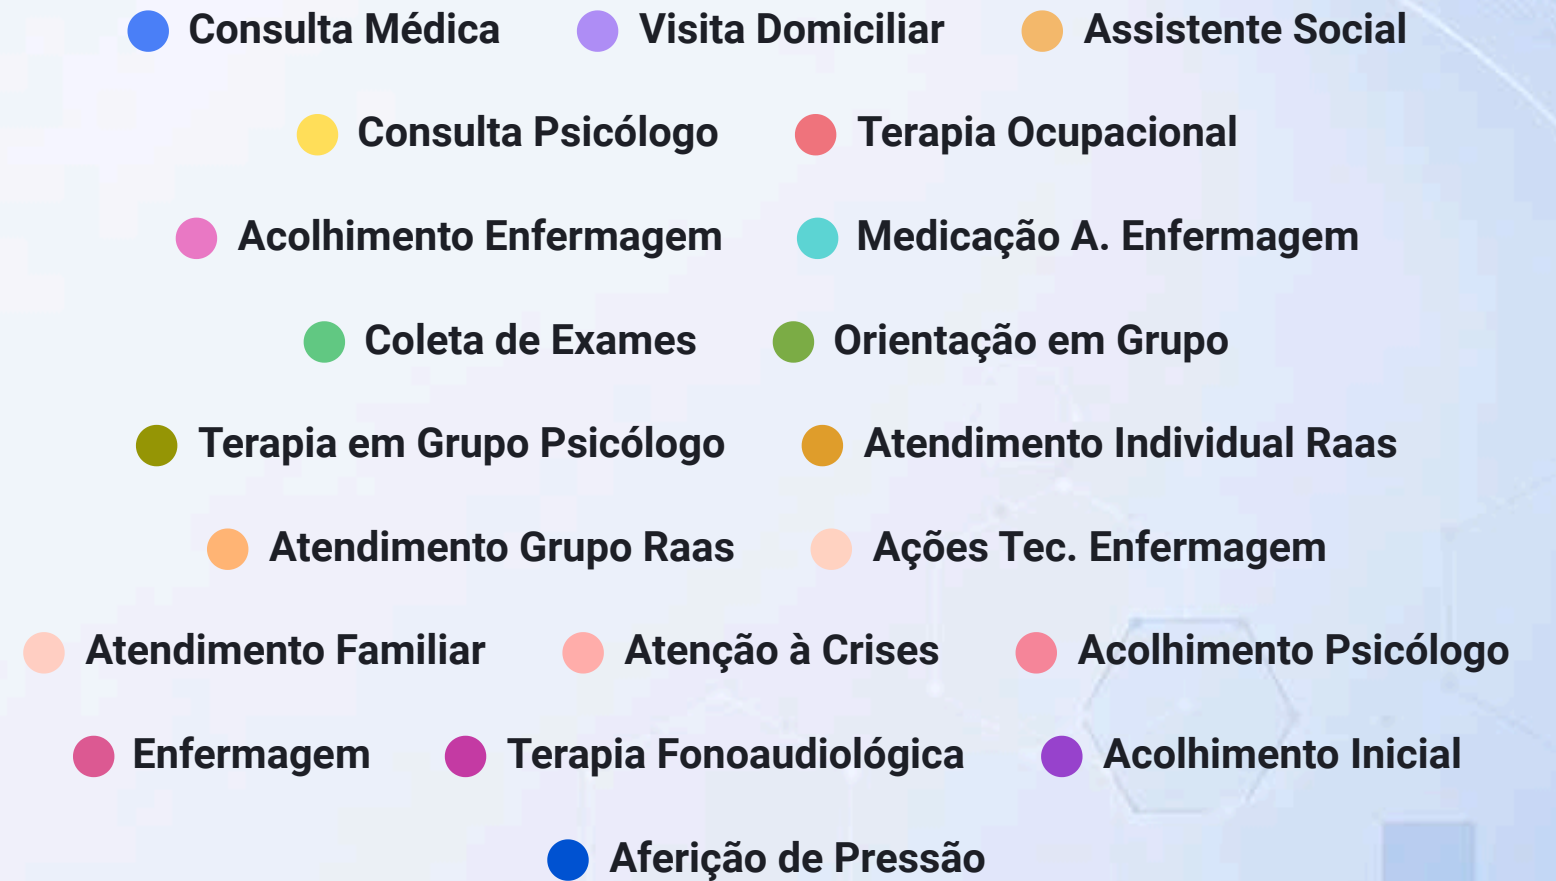 Consulta Médica Visita Domiciliar Assistente Social
Consulta Psicólogo Terapia Ocupacional
Acolhimento Enfermagem Medicação A. Enfermagem
Coleta de Exames Orientação em Grupo
Terapia em Grupo Psicólogo Atendimento Individual Raas
Atendimento Grupo Raas Ações Tec. Enfermagem
Atendimento Familiar Atenção à Crises Acolhimento Psicólogo
Enfermagem Terapia Fonoaudiológica Acolhimento Inicial
Aferição de Pressão